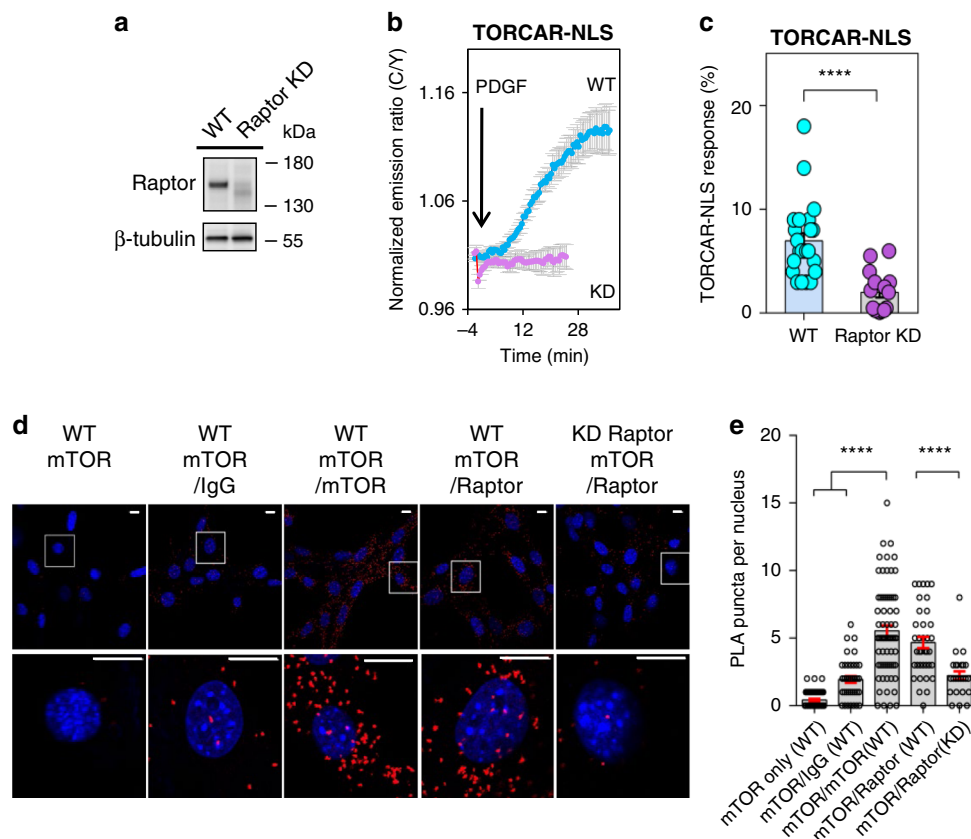 a
WT
Raptor KD
kDa
Raptor
– 180
– 130
β-tubulin
– 55
b
TORCAR-NLS
Normalized emission ratio (C/Y)
1.16
1.06
0.96
PDGF
WT
KD
–4
12
28
Time (min)
c
TORCAR-NLS
TORCAR-NLS response (%)
****
20
10
0
WT
Raptor KD
d
WT
mTOR
WT
mTOR
/IgG
WT
mTOR
/mTOR
WT
mTOR
/Raptor
KD Raptor
mTOR
/Raptor
e
PLA puncta per nucleus
20
15
10
5
0
****
****
mTOR only (WT)
mTOR/IgG (WT)
mTOR/mTOR(WT)
mTOR/Raptor (WT)
mTOR/Raptor(KD)